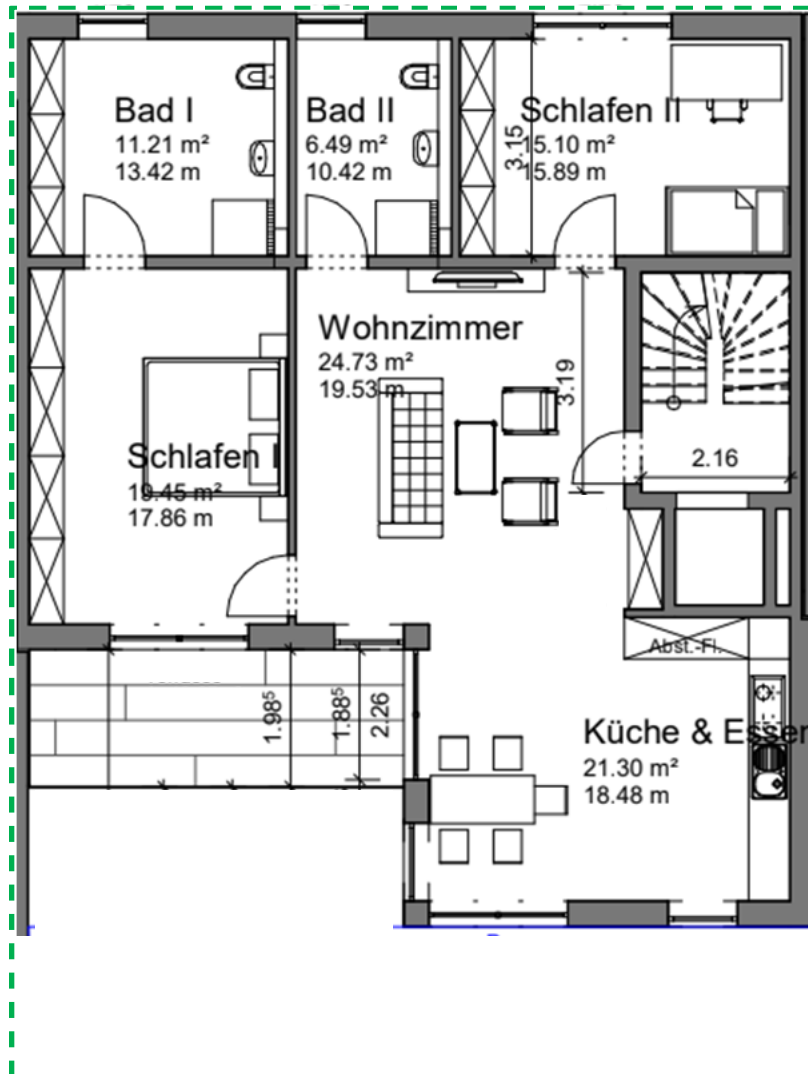 Bad I
11.21 m²
13.42 m
Bad II
6.49 m²
10.42 m
Schlafen II
15.10 m²
15.89 m
3.15
Wohnzimmer
24.73 m²
19.53 m
3.19
2.16
Schlafen I
19.45 m²
17.86 m
Abst.-Fl.
1.98⁵
1.88⁵
2.26
Küche & Essen
21.30 m²
18.48 m